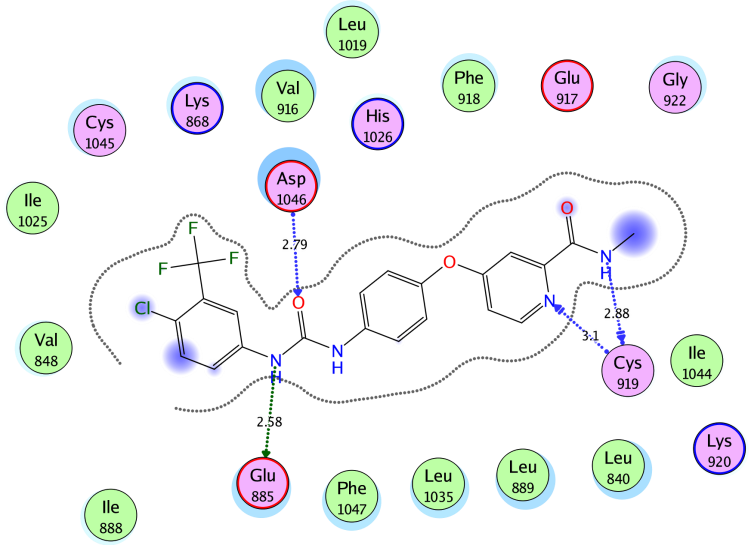 Leu
1019
Val
916
Phe
918
Glu
917
Gly
922
Lys
868
His
1026
Cys
1045
Asp
1046
Ile
1025
F
F
F
2.79
O
O
N
H
O
Cl
N
2.88
3.1
N
H
N
H
Val
848
Cys
919
Ile
1044
2.58
Glu
885
Phe
1047
Leu
1035
Leu
889
Leu
840
Lys
920
Ile
888